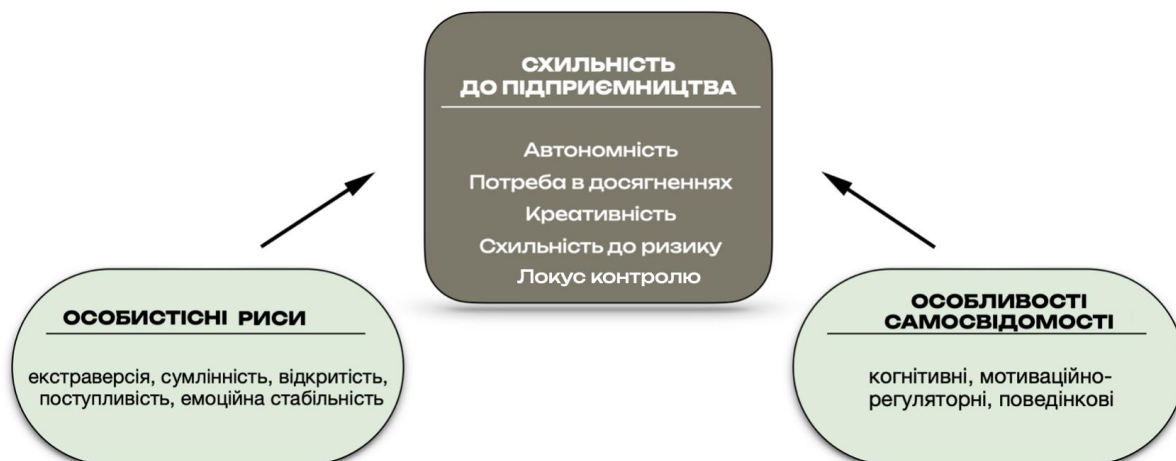 СХИЛЬНІСТЬ
ДО ПІДПРИЄМНИЦТВА
Автономність
Потреба в досягненнях
Креативність
Схильність до ризику
Локус контролю
ОСОБИСТІСНІ РИСИ
екстраверсія, сумлінність, відкритість,
поступливість, емоційна стабільність
ОСОБЛИВОСТІ
САМОСВІДОМОСТІ
когнітивні, мотиваційно-
регуляторні, поведінкові